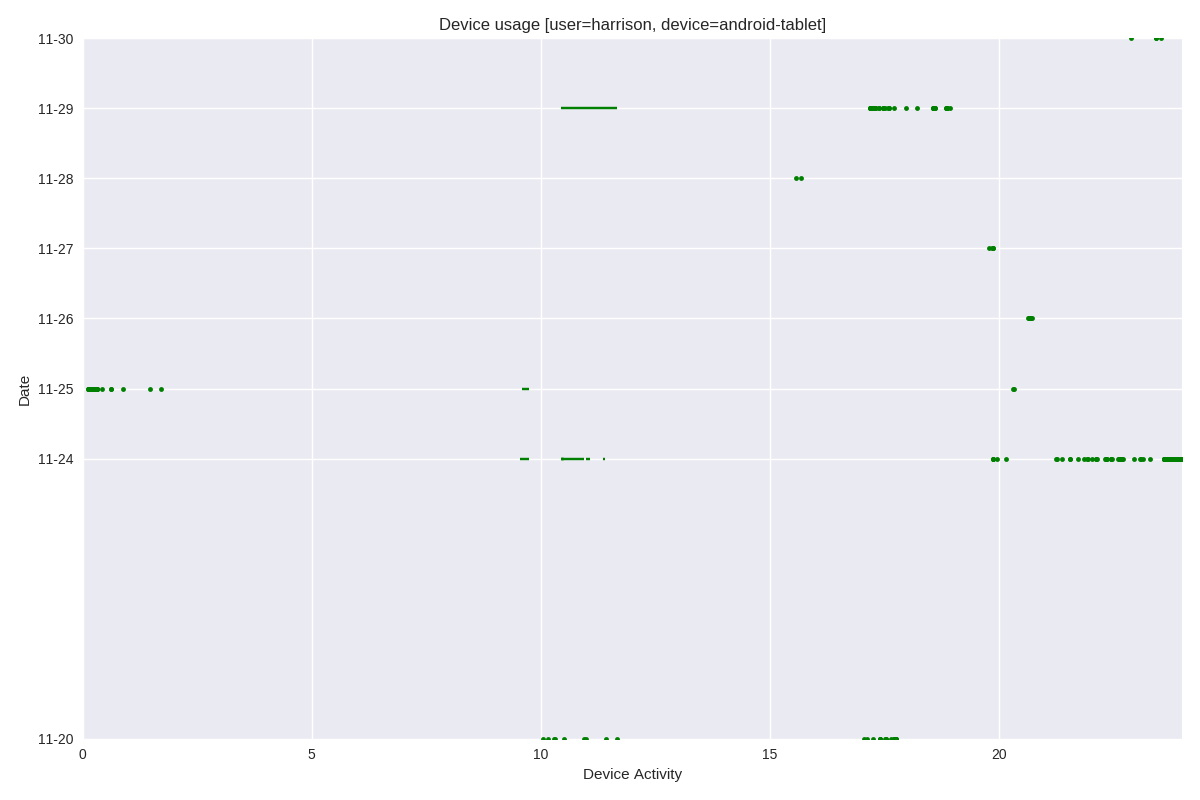 Device usage [user=harrison, device=android-tablet]
11-30
11-29
11-28
11-27
11-26
11-25
11-24
11-20
Date
0 5 10 15 20
Device Activity